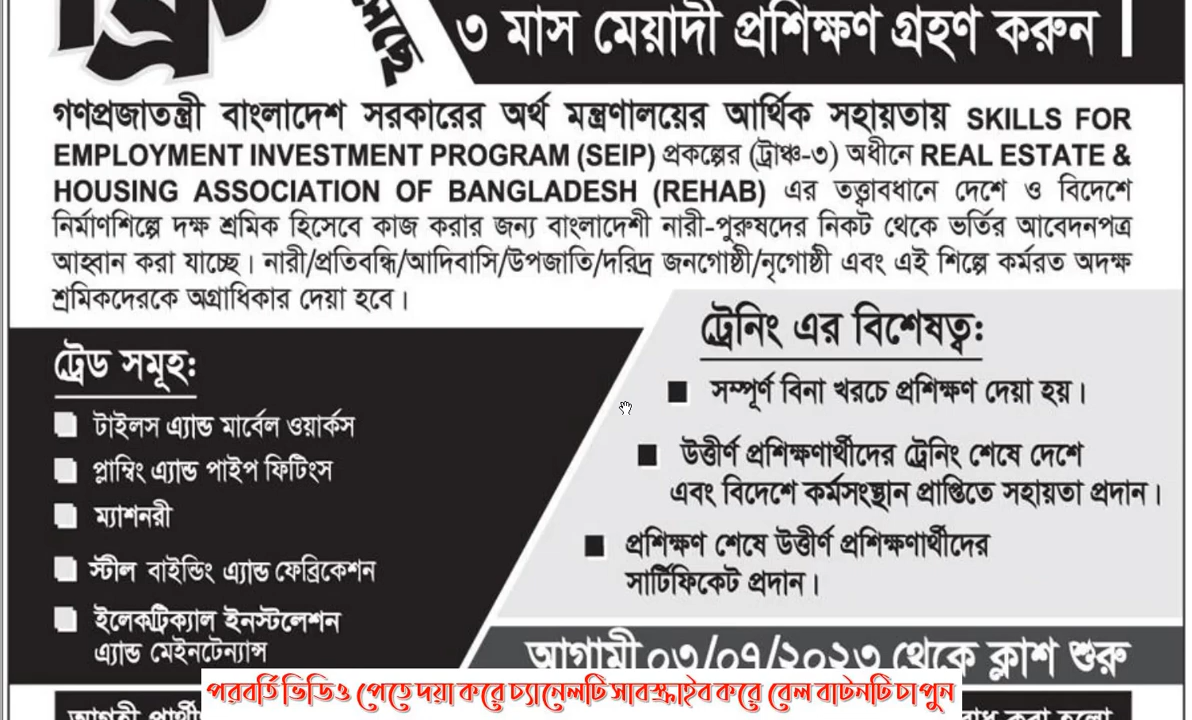 ফ্রি
৩ মাস মেয়াদী প্রশিক্ষণ গ্রহণ করুন।
গণপ্রজাতন্ত্রী বাংলাদেশ সরকারের অর্থ মন্ত্রণালয়ের আর্থিক সহায়তায় SKILLS FOR
EMPLOYMENT INVESTMENT PROGRAM (SEIP) প্রকল্পের (ট্রাঞ্চ-৩) অধীনে REAL ESTATE &
HOUSING ASSOCIATION OF BANGLADESH (REHAB) এর তত্ত্বাবধানে দেশে ও বিদেশে
নির্মাণশিল্পে দক্ষ শ্রমিক হিসেবে কাজ করার জন্য বাংলাদেশী নারী-পুরুষদের নিকট থেকে ভর্তির আবেদনপত্র
আহ্বান করা যাচ্ছে। নারী/প্রতিবন্ধি/আদিবাসি/উপজাতি/দরিদ্র জনগোষ্ঠী/নৃগোষ্ঠী এবং এই শিল্পে কর্মরত অদক্ষ
শ্রমিকদেরকে অগ্রাধিকার দেয়া হবে।
ট্রেড সমূহ:
টাইলস এ্যান্ড মার্বেল ওয়ার্কস
প্লাম্বিং এ্যান্ড পাইপ ফিটিংস
ম্যাশনরী
স্টীল বাইন্ডিং এ্যান্ড ফেব্রিকেশন
ইলেকট্রিক্যাল ইনস্টলেশন
এ্যান্ড মেইনটেন্যান্স
ট্রেনিং এর বিশেষত্ব:
সম্পূর্ণ বিনা খরচে প্রশিক্ষণ দেয়া হয়।
উত্তীর্ণ প্রশিক্ষণার্থীদের ট্রেনিং শেষে দেশে
এবং বিদেশে কর্মসংস্থান প্রাপ্তিতে সহায়তা প্রদান।
প্রশিক্ষণ শেষে উত্তীর্ণ প্রশিক্ষণার্থীদের
সার্টিফিকেট প্রদান।
আগামী ০৩/০৭/২০২৩ থেকে ক্লাশ শুরু
পরবর্তি ভিডিও পেতে দয়া করে চ্যানেলটি সাবস্ক্রাইব করে বেল বাটনটি চাপুন